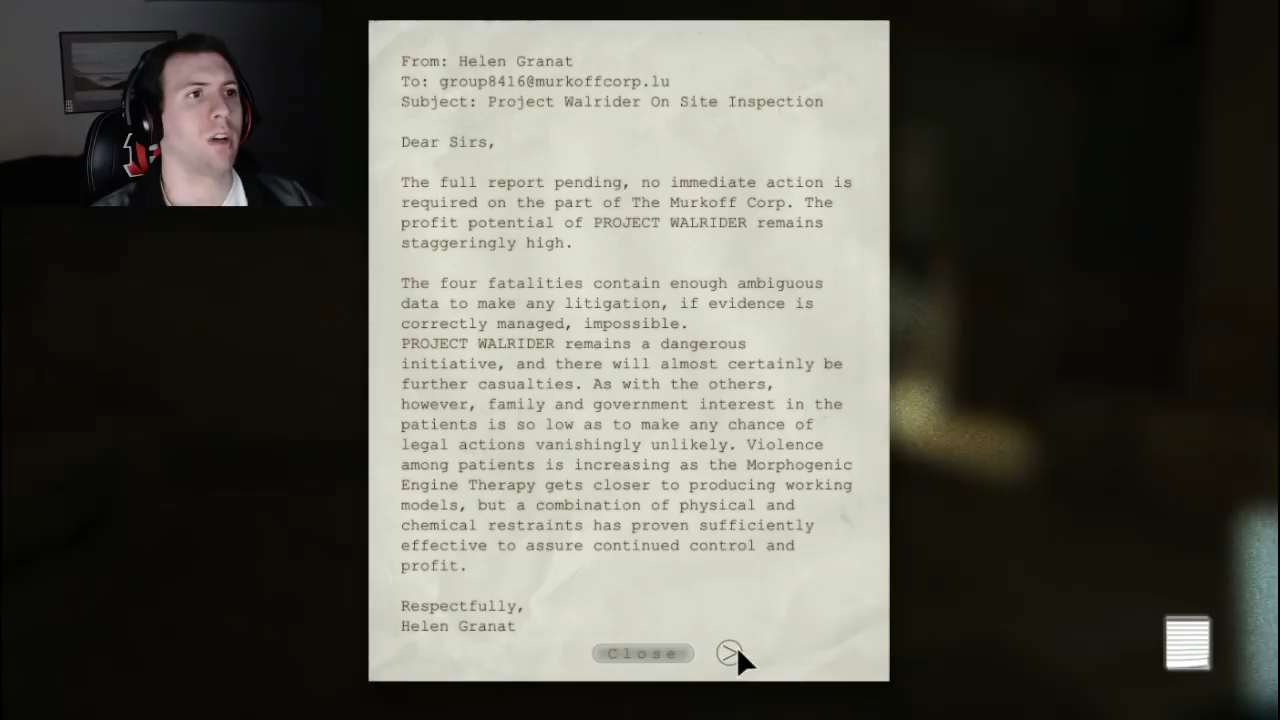 From: Helen Granat
To: group8416@murkoffcorp.lu
Subject: Project Walrider On Site Inspection
Dear Sirs,
The full report pending, no immediate action is
required on the part of The Murkoff Corp. The
profit potential of PROJECT WALRIDER remains
staggeringly high.
The four fatalities contain enough ambiguous
data to make any litigation, if evidence is
correctly managed, impossible.
PROJECT WALRIDER remains a dangerous
initiative, and there will almost certainly be
further casualties. As with the others,
however, family and government interest in the
patients is so low as to make any chance of
legal actions vanishingly unlikely. Violence
among patients is increasing as the Morphogenic
Engine Therapy gets closer to producing working
models, but a combination of physical and
chemical restraints has proven sufficiently
effective to assure continued control and
profit.
Respectfully,
Helen Granat
Close >